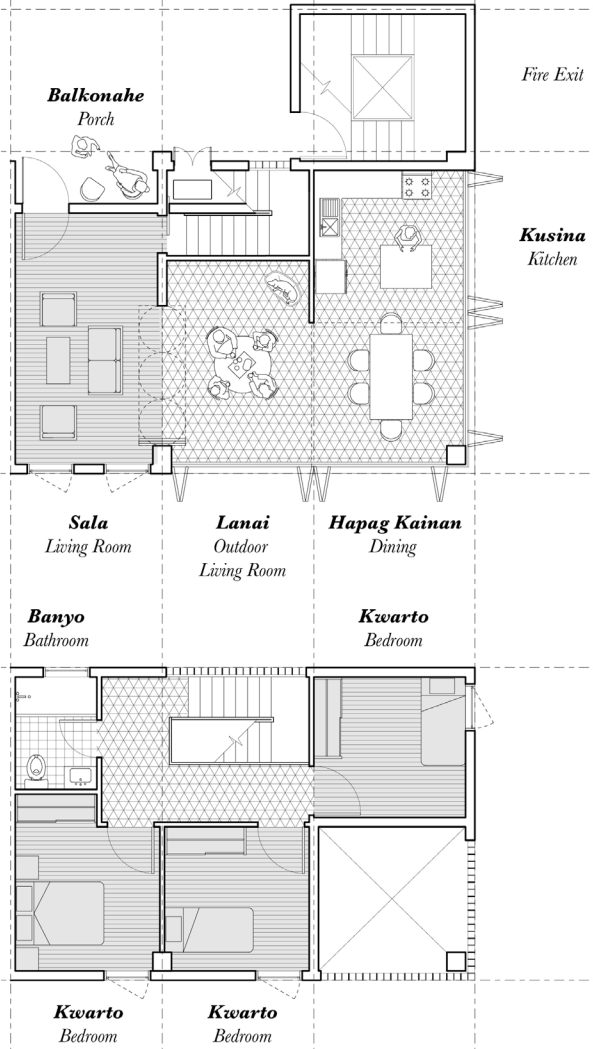 Fire Exit
Balkonahe
Porch
Kusina
Kitchen
Sala
Living Room
Lanai
Outdoor
Living Room
Hapag Kainan
Dining
Banyo
Bathroom
Kwarto
Bedroom
Kwarto
Bedroom
Kwarto
Bedroom